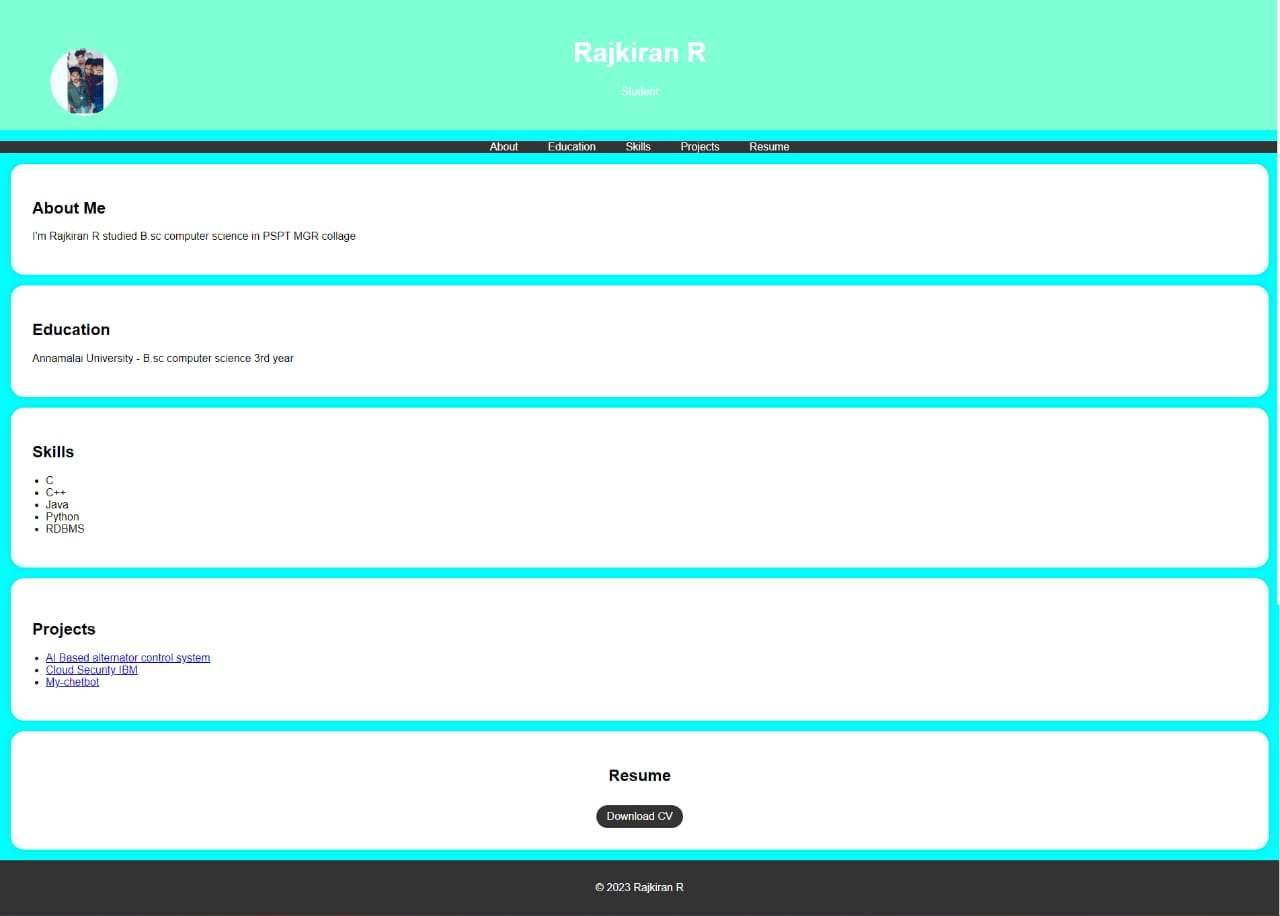 Rajkiran R
Student
About Education Skills Projects Resume
About Me
I'm Rajkiran R studied B.sc computer science in PSPT MGR collage
Education
Annamalai University - B.sc computer science 3rd year
Skills
C
C++
Java
Python
RDBMS
Projects
AI Based alternator control system
Cloud Security IBM
My-chetbot
Resume
Download CV
© 2023 Rajkiran R